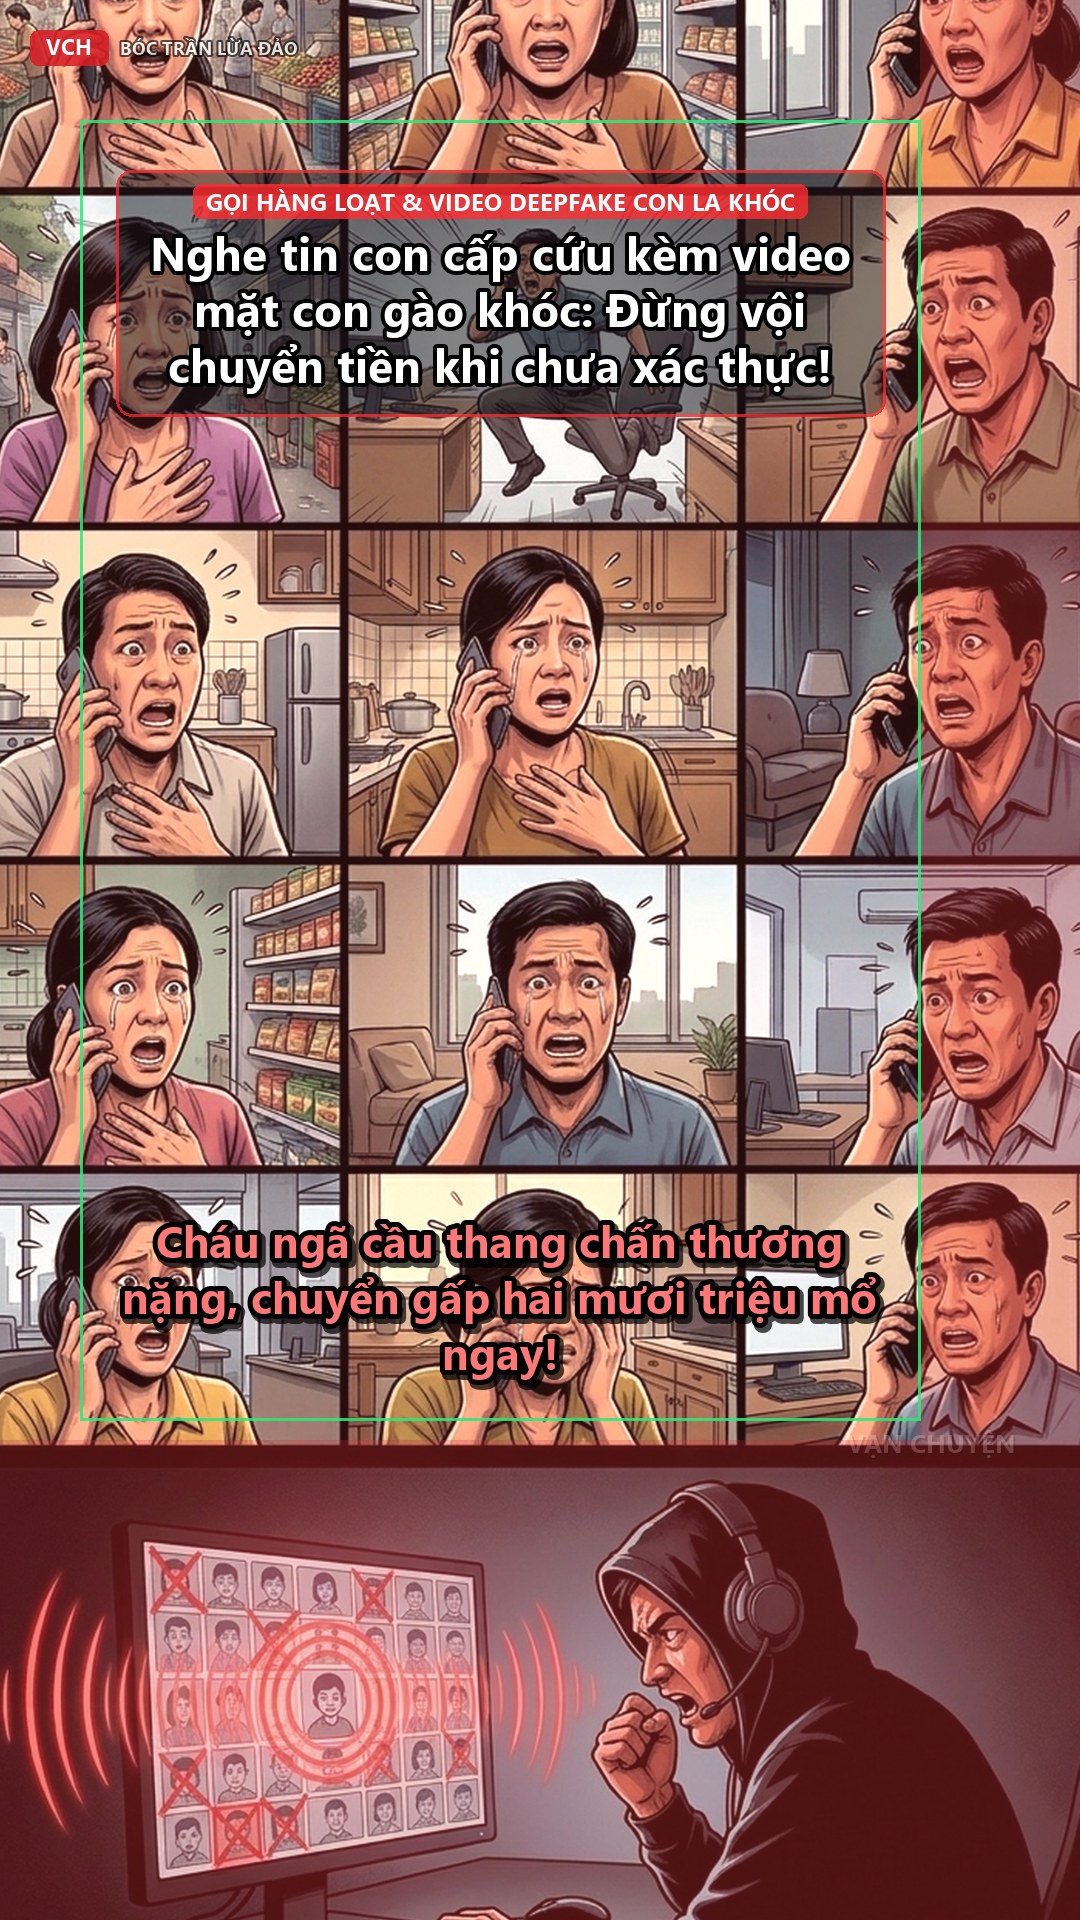 VCH BÓC TRẦN LỪA ĐẢO
GỌI HÀNG LOẠT & VIDEO DEEPFAKE CON LA KHÓC
Nghe tin con cấp cứu kèm video
mặt con gào khóc: Đừng vội
chuyển tiền khi chưa xác thực!
Cháu ngã cầu thang chấn thương
nặng, chuyển gấp hai mươi triệu mổ
ngay!
VẠN CHUYỆN